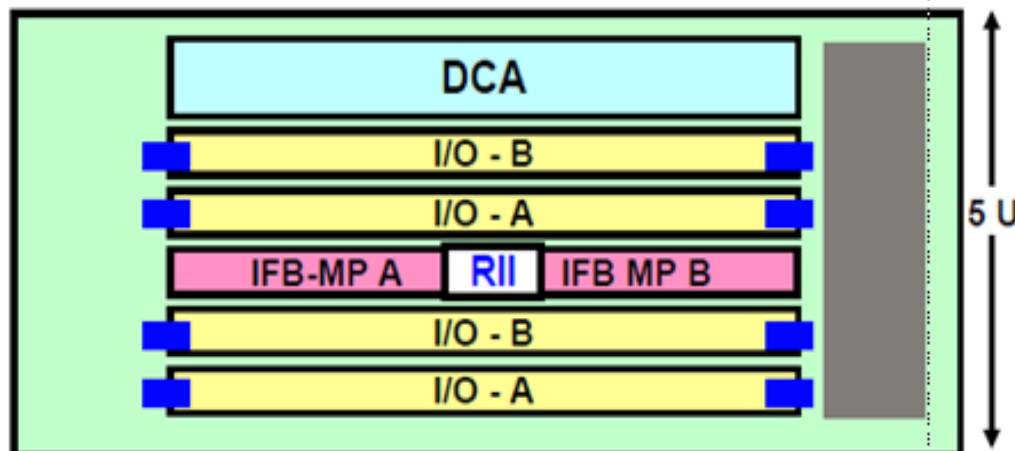 DCA
I/O - B
I/O - A
5 U
IFB-MP A RII IFB MP B
I/O - B
I/O - A